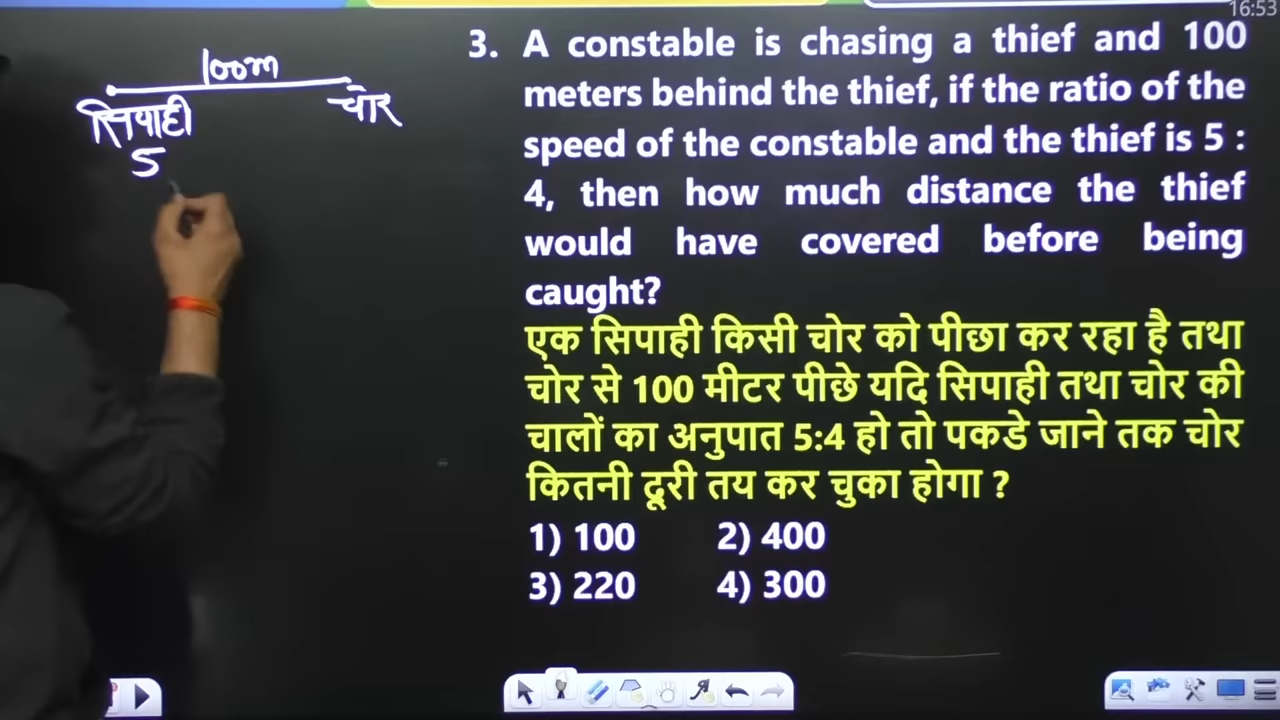 16:53
100m
सिपाही
चोर
5
3. A constable is chasing a thief and 100
meters behind the thief, if the ratio of the
speed of the constable and the thief is 5 :
4, then how much distance the thief
would have covered before being
caught?
एक सिपाही किसी चोर को पीछा कर रहा है तथा
चोर से 100 मीटर पीछे यदि सिपाही तथा चोर की
चालों का अनुपात 5:4 हो तो पकडे जाने तक चोर
कितनी दूरी तय कर चुका होगा ?
1) 100 2) 400
3) 220 4) 300